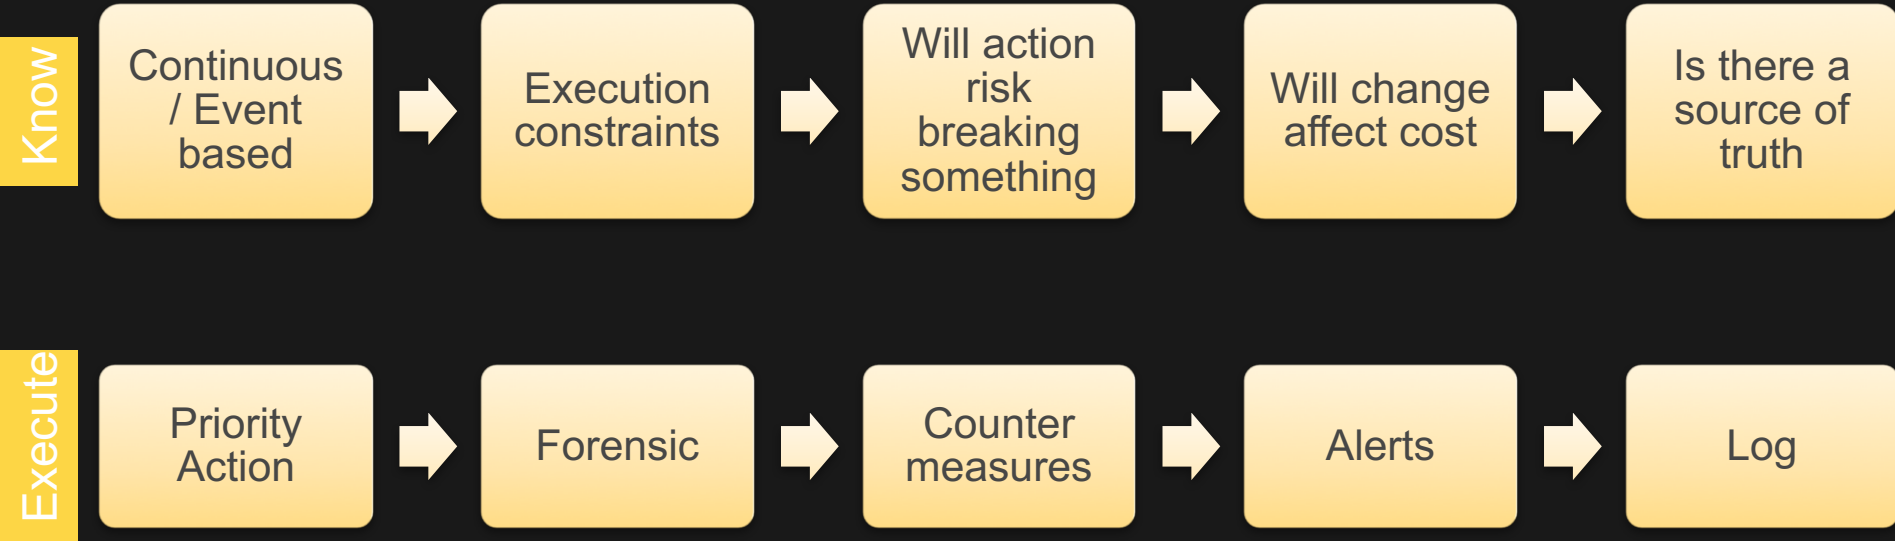 Know
Continuous
/ Event
based
Execution
constraints
Will action
risk
breaking
something
Will change
affect cost
Is there a
source of
truth
Execute
Priority
Action
Forensic
Counter
measures
Alerts
Log